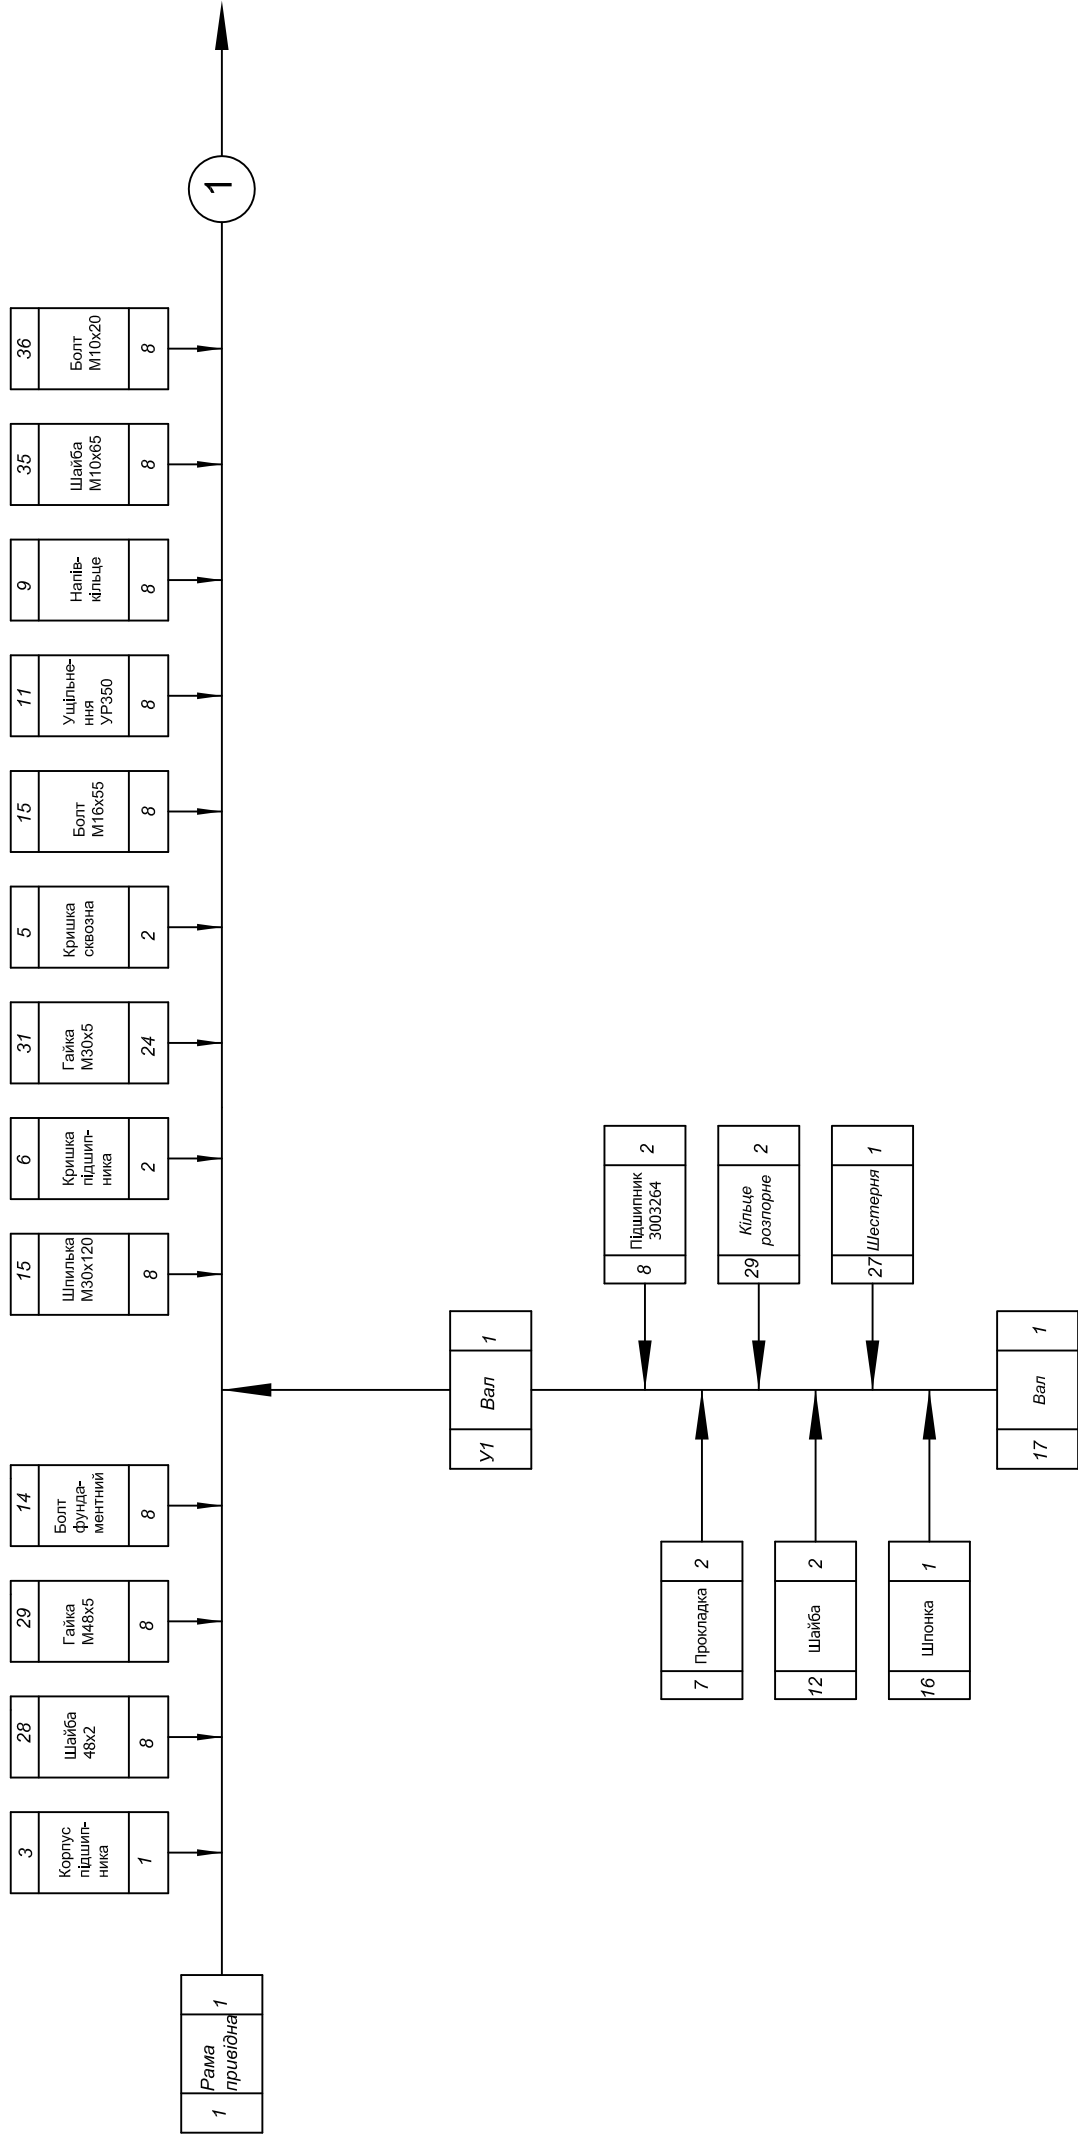 1
Рама
привідна
1
3
Корпус
підшип-
ника
1
28
Шайба
48х2
8
29
Гайка
М48х5
8
14
Болт
фунда-
ментний
8
15
Шпилька
М30х120
8
6
Кришка
підшип-
ника
2
31
Гайка
М30х5
24
5
Кришка
сквозна
2
15
Болт
М16х55
8
11
Ущільне-
ння
УР350
8
9
Напів-
кільце
8
35
Шайба
М10х65
8
36
Болт
М10х20
8
1
У1
Вал
1
8
Підшипник
3003264
2
29
Кільце
розпорне
2
27
Шестерня
1
7
Прокладка
2
12
Шайба
2
16
Шпонка
1
17
Вал
1